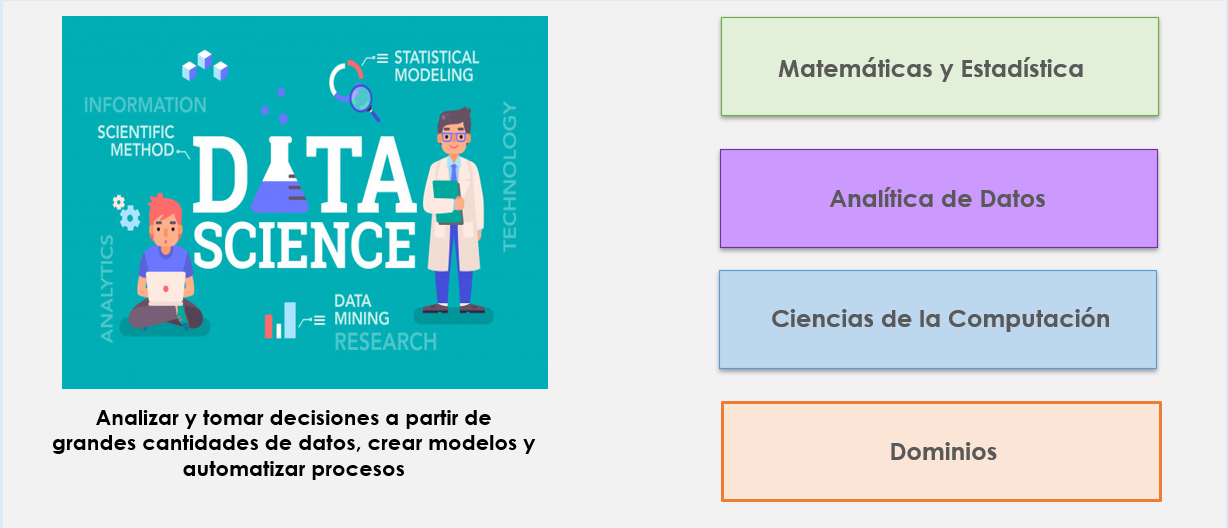 STATISTICAL
MODELING
INFORMATION
SCIENTIFIC
METHOD
TECHNOLOGY
DATA
SCIENCE
ANALYTICS
DATA
MINING
RESEARCH
Analizar y tomar decisiones a partir de
grandes cantidades de datos, crear modelos y
automatizar procesos
Matemáticas y Estadística
Analítica de Datos
Ciencias de la Computación
Dominios